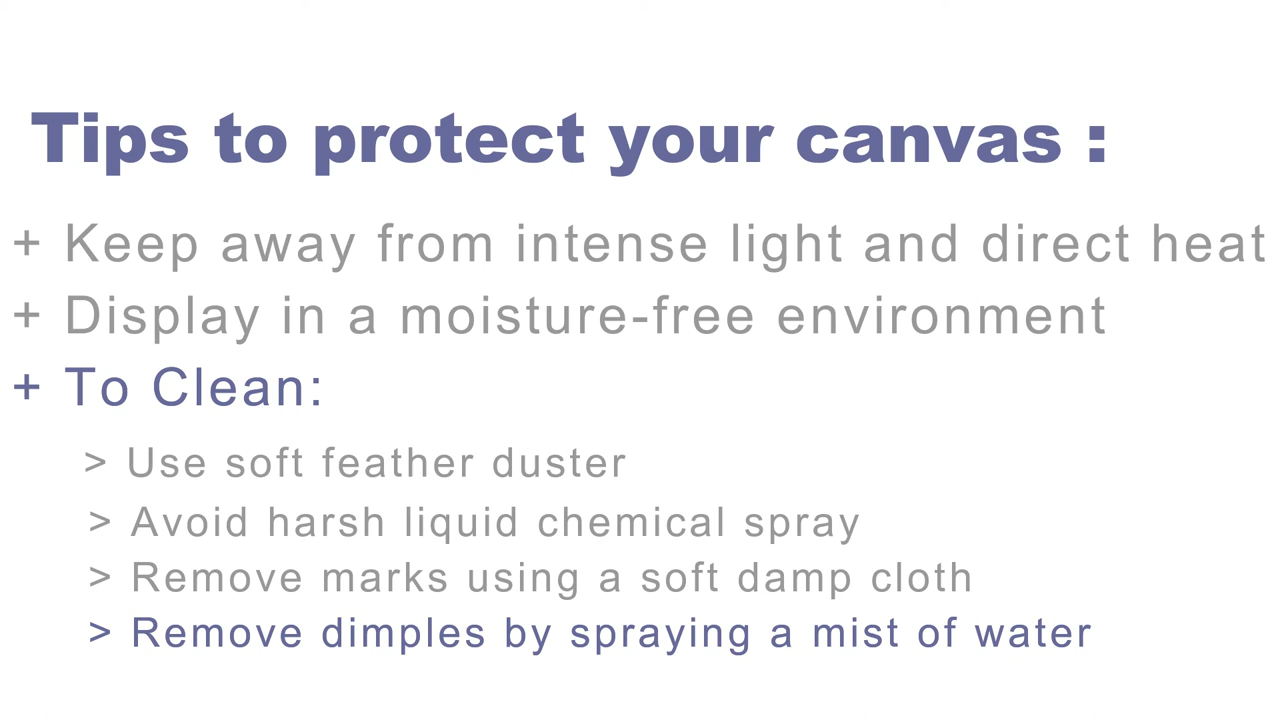 Tips to protect your canvas :
+ Keep away from intense light and direct heat
+ Display in a moisture-free environment
+ To Clean:
> Use soft feather duster
> Avoid harsh liquid chemical spray
> Remove marks using a soft damp cloth
> Remove dimples by spraying a mist of water